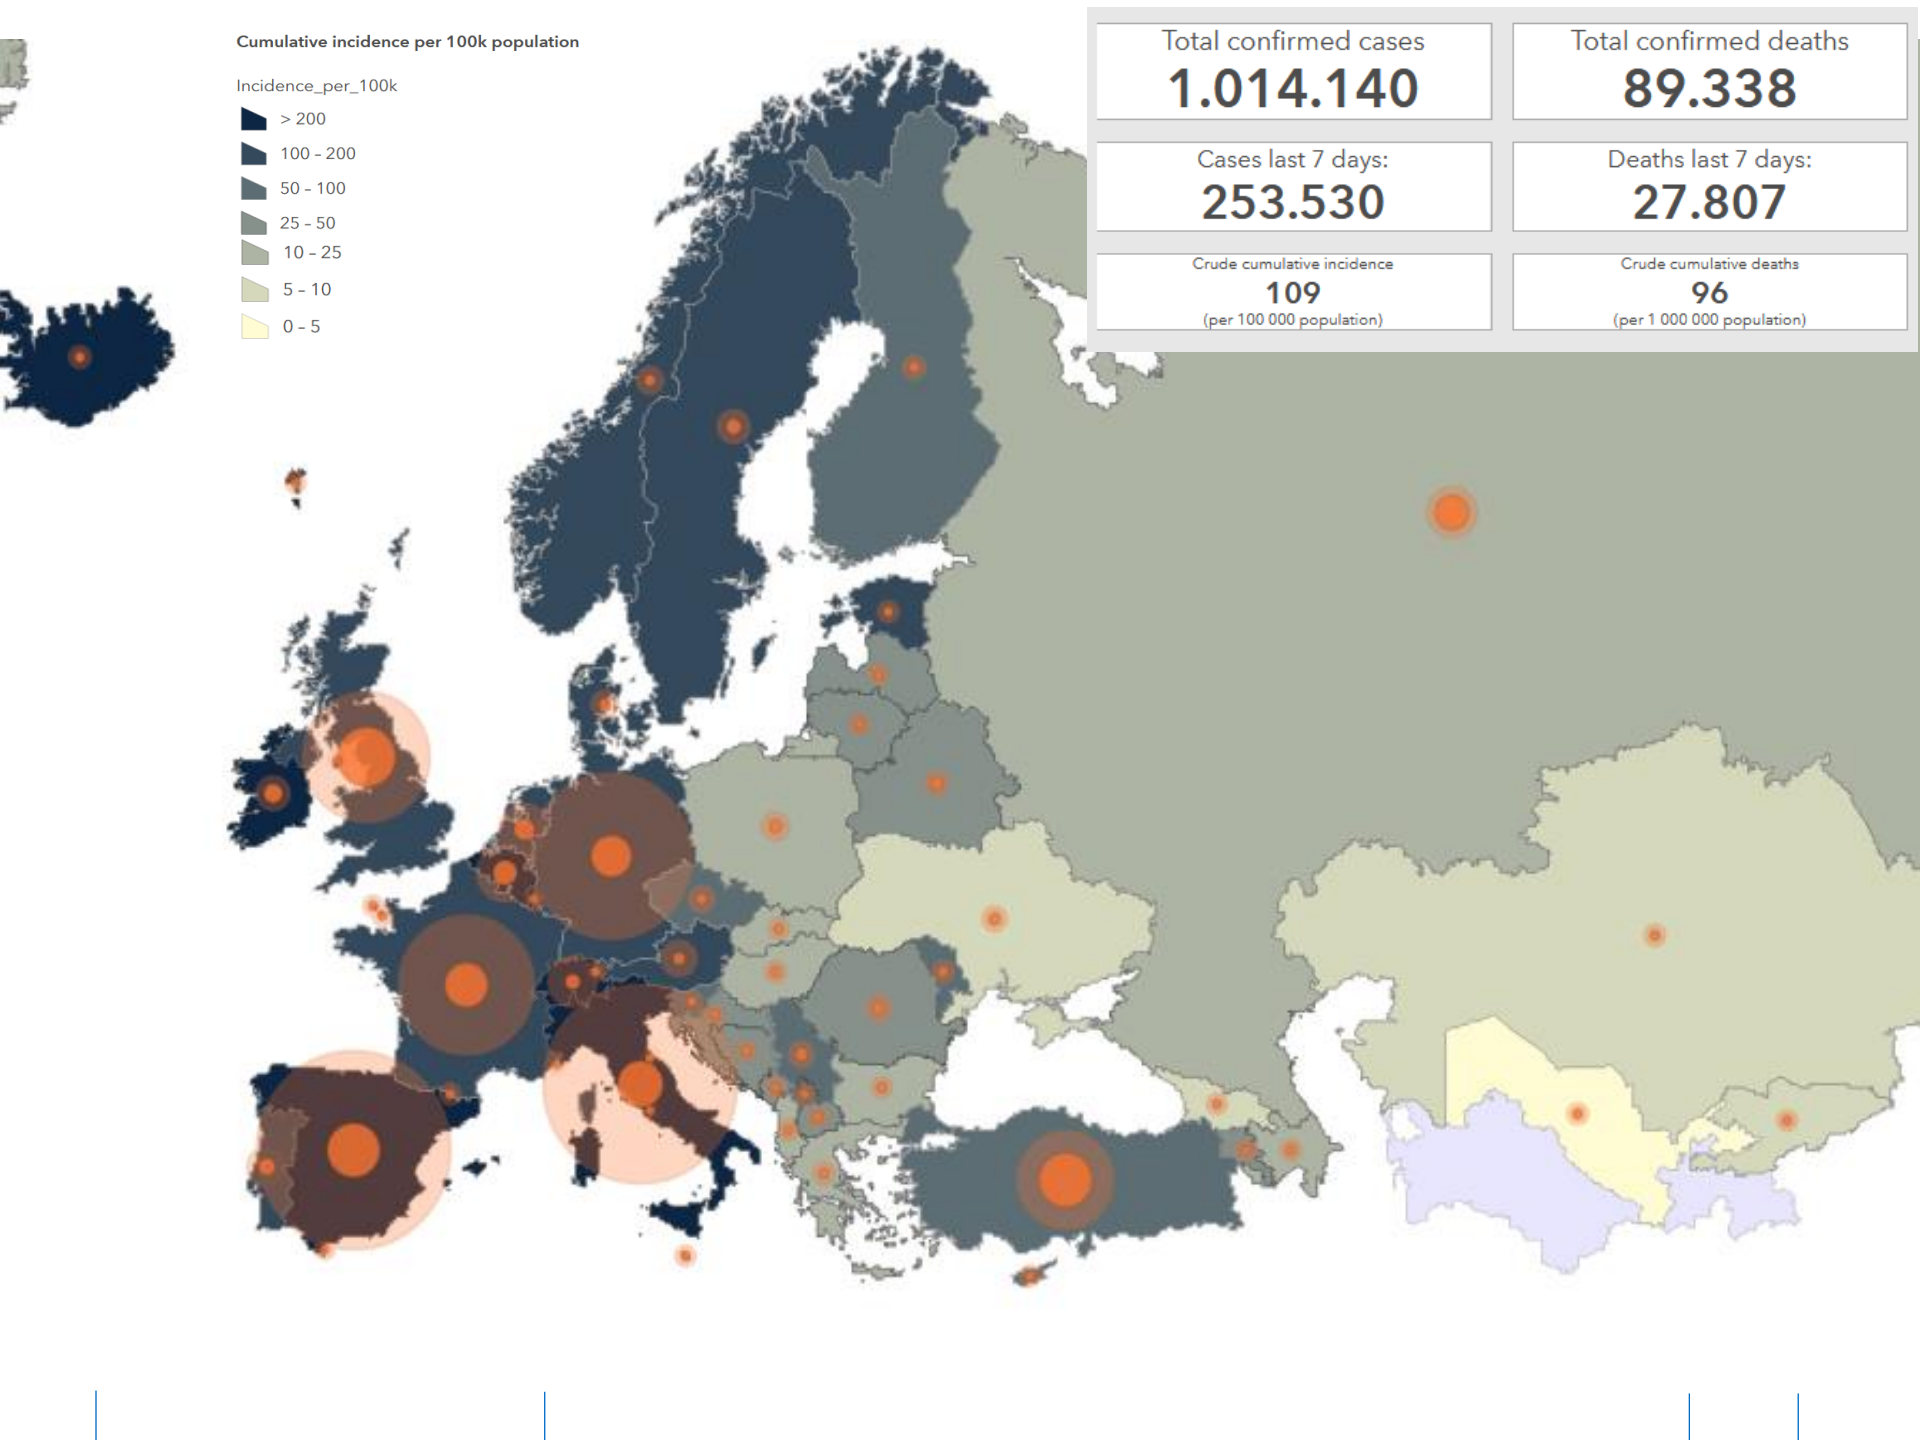 Cumulative incidence per 100k population
Incidence_per_100k
> 200
100 – 200
50 – 100
25 – 50
10 – 25
5 – 10
0 – 5
Total confirmed cases
1.014.140
Total confirmed deaths
89.338
Cases last 7 days:
253.530
Deaths last 7 days:
27.807
Crude cumulative incidence
109
(per 100 000 population)
Crude cumulative deaths
96
(per 1 000 000 population)